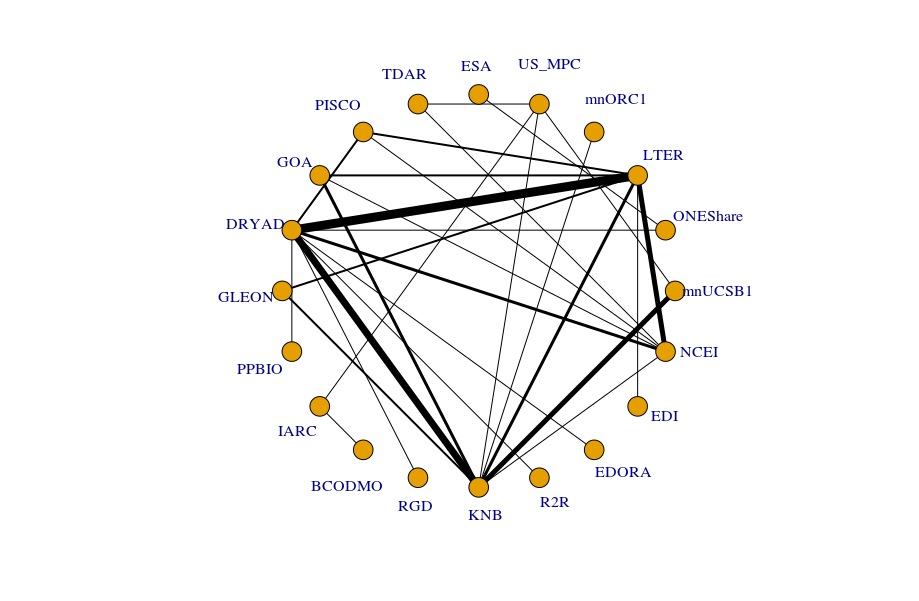 ESA
US_MPC
TDAR
mnORC1
PISCO
LTER
GOA
ONEShare
DRYAD
mnUCSB1
GLEON
NCEI
PPBIO
EDI
IARC
EDORA
BCODMO
R2R
RGD
KNB